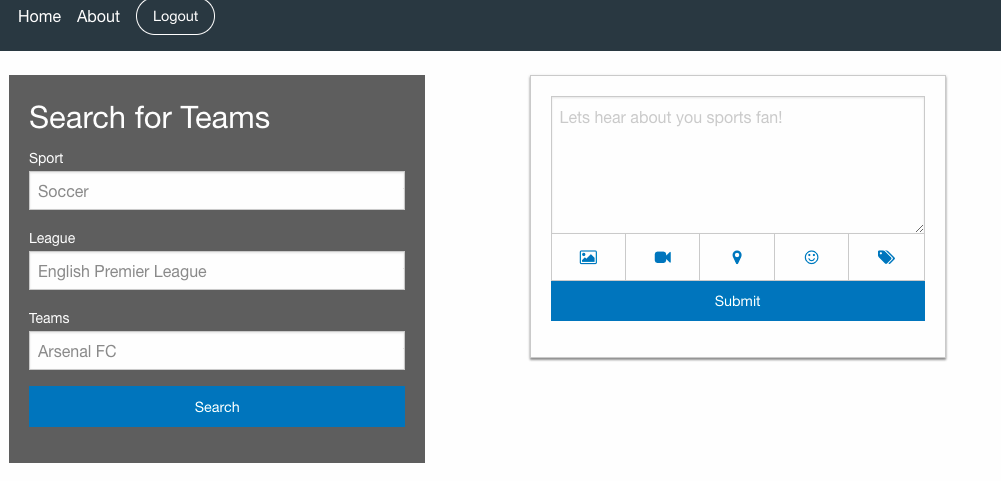 Home About Logout
Search for Teams
Sport
Soccer
League
English Premier League
Teams
Arsenal FC
Search
Lets hear about you sports fan!
Submit